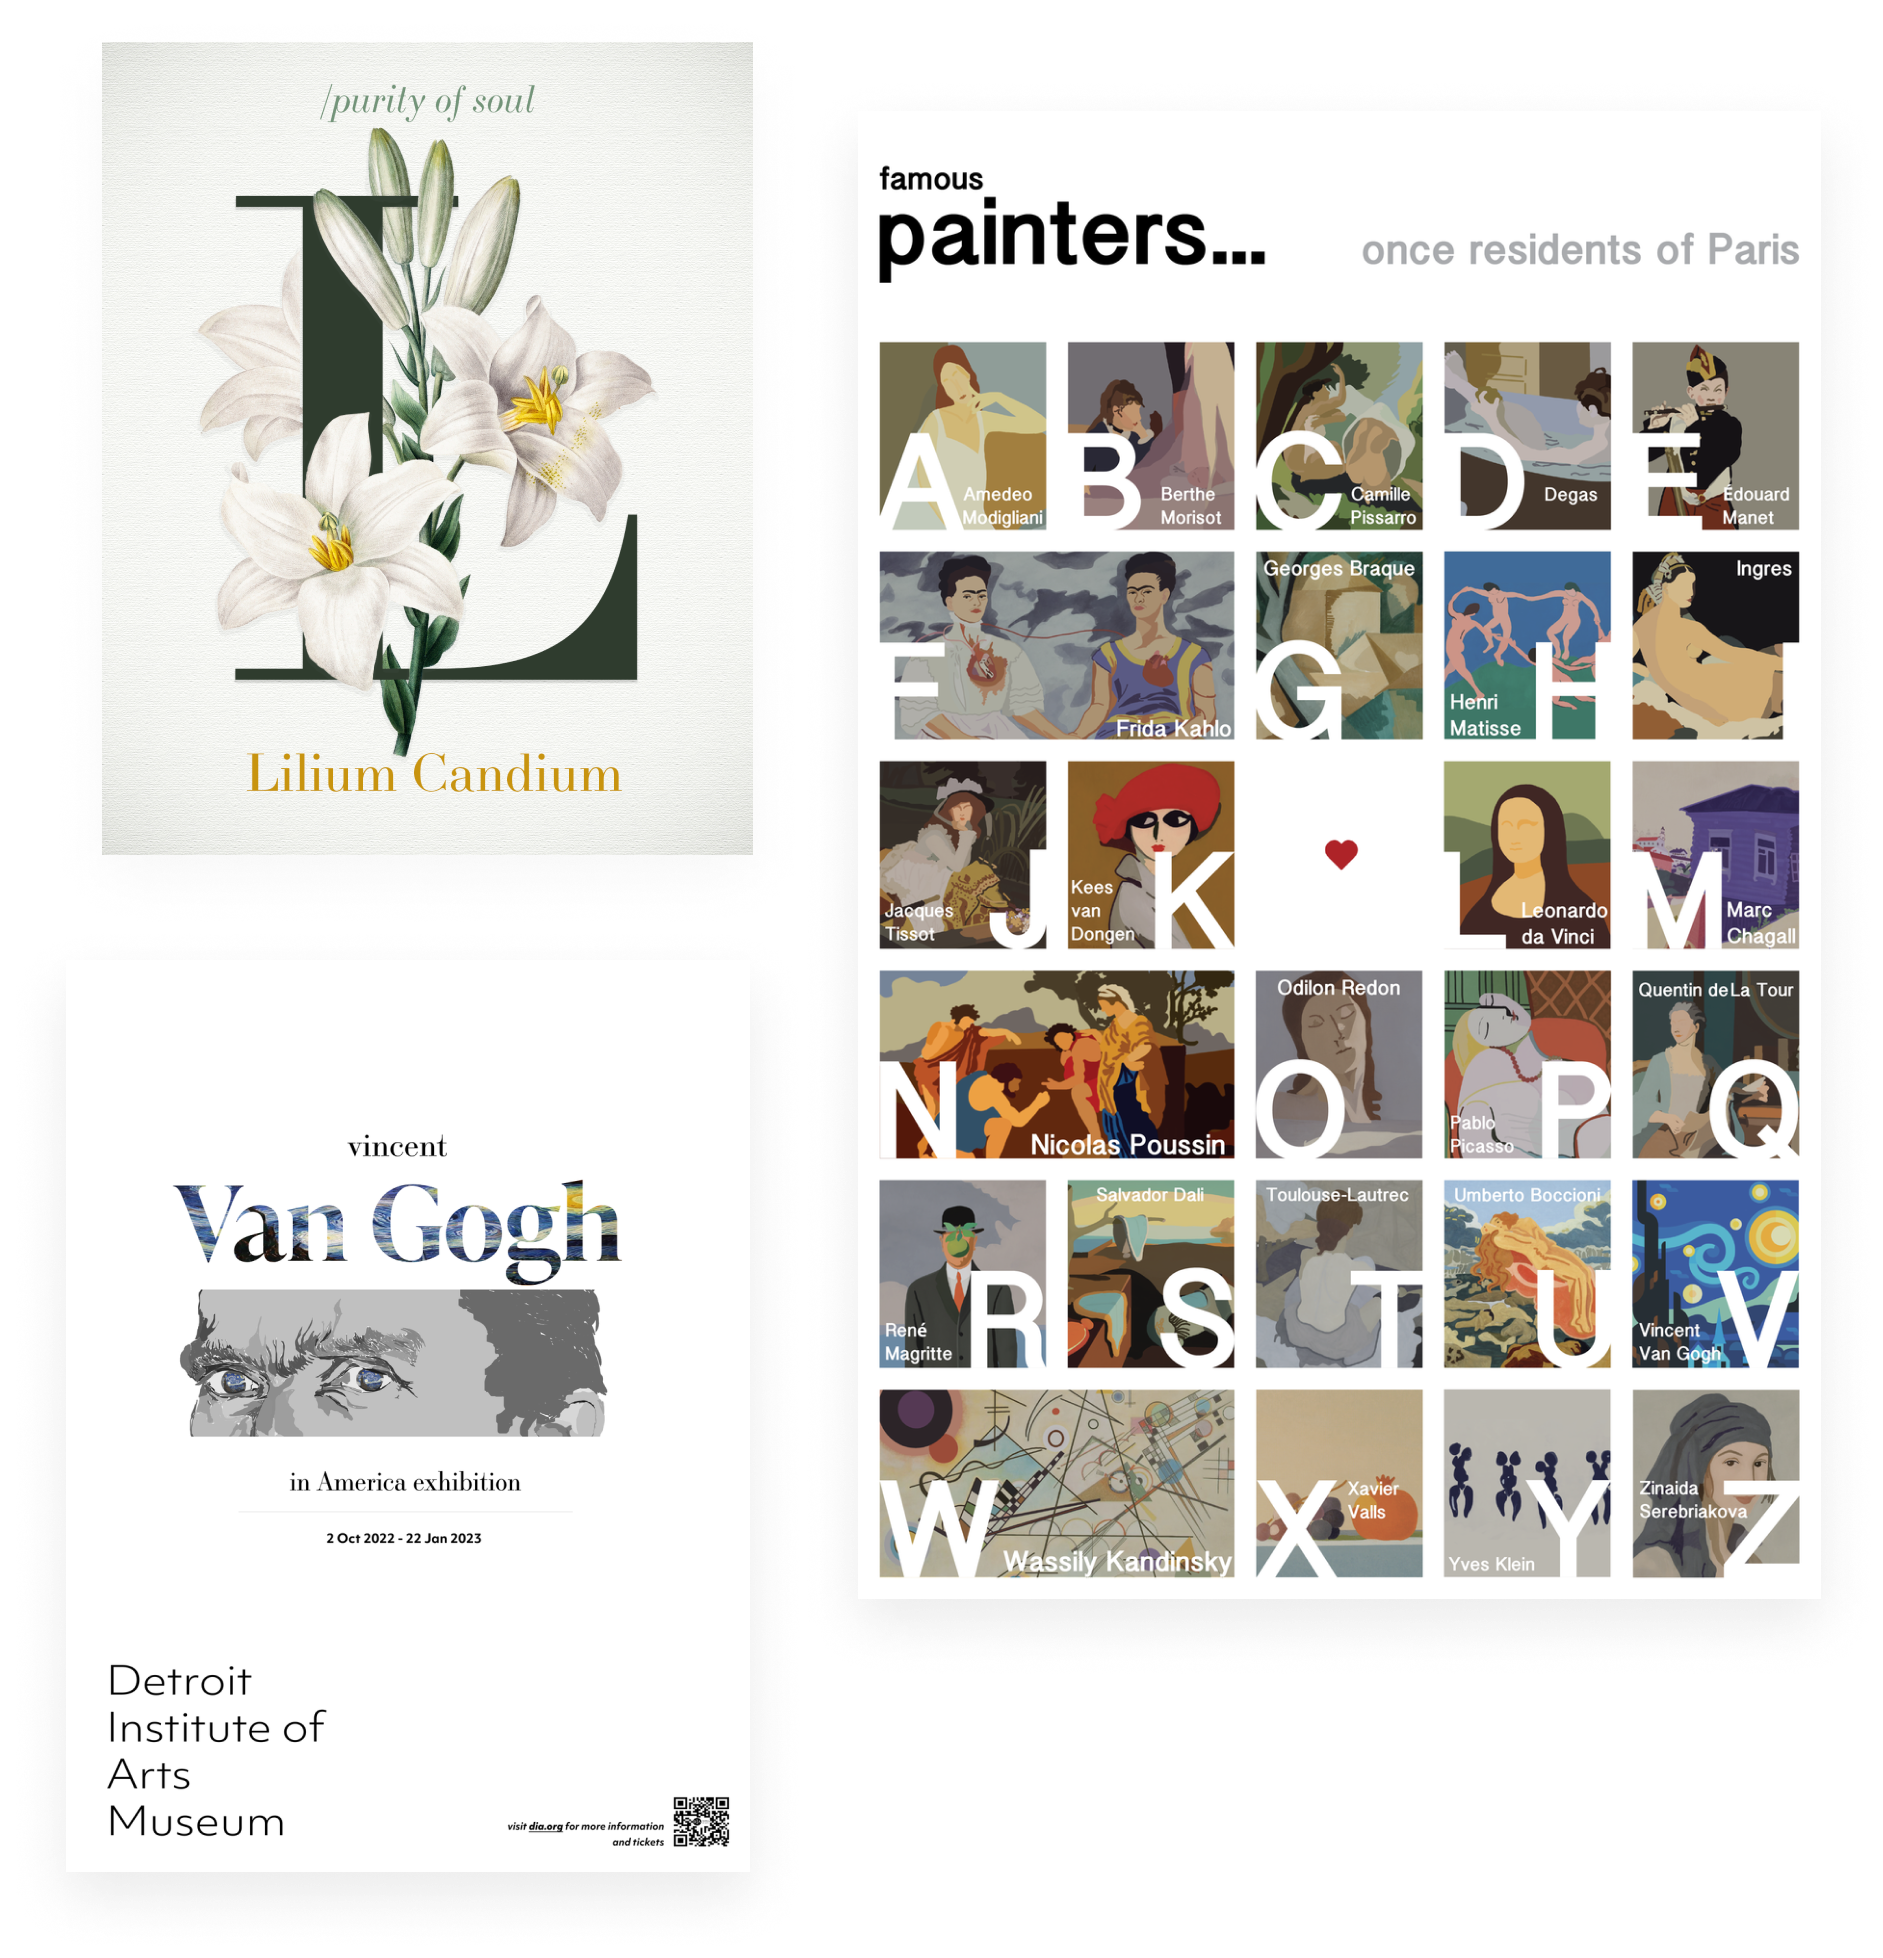 /purity of soul
L
Lilium Candium
vincent
Van Gogh
in America exhibition
2 Oct 2022 - 22 Jan 2023
Detroit
Institute of
Arts
Museum
visit dia.org for more information
and tickets
famous
painters...
once residents of Paris
A
Amedeo
Modigliani
B
Berthe
Morisot
C
Camille
Pissarro
D
Degas
E
Édouard
Manet
F
Frida Kahlo
Georges Braque
G
Henri
Matisse
H
Ingres
I
Jacques
Tissot
J
Kees
van
Dongen
K
L
Leonardo
da Vinci
M
Marc
Chagall
N
Nicolas Poussin
Odilon Redon
O
Pablo
Picasso
P
Quentin de La Tour
Q
René
Magritte
R
Salvador Dali
S
Toulouse-Lautrec
T
Umberto Boccioni
U
Vincent
Van Gogh
V
W
Wassily Kandinsky
X
Xavier
Valls
Yves Klein
Y
Zinaida
Serebriakova
Z